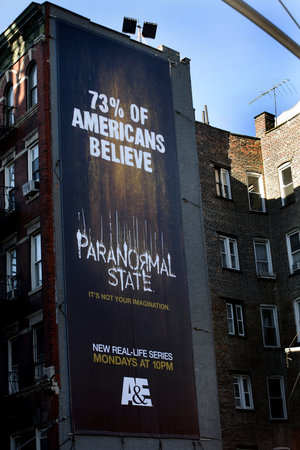 73% OF
AMERICANS
BELIEVE
PARANORMAL
STATE
IT'S NOT YOUR IMAGINATION.
NEW REAL-LIFE SERIES
MONDAYS AT 10PM
A&E